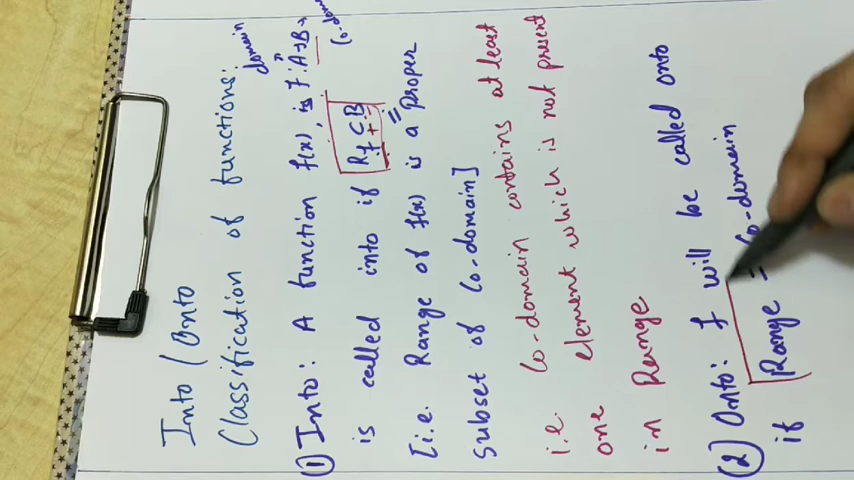 Into / Onto
Classification of functions:
domain
(1) Into: A function f(x), is f: A→B→
Co-dom
is called into if Rf ⊊ B
[i.e. Range of f(x) is a proper
subset of Co-domain]
i.e. Co-domain contains at least
one element which is not present
in Range
(2) Onto: f will be called onto
if Range = Co-domain